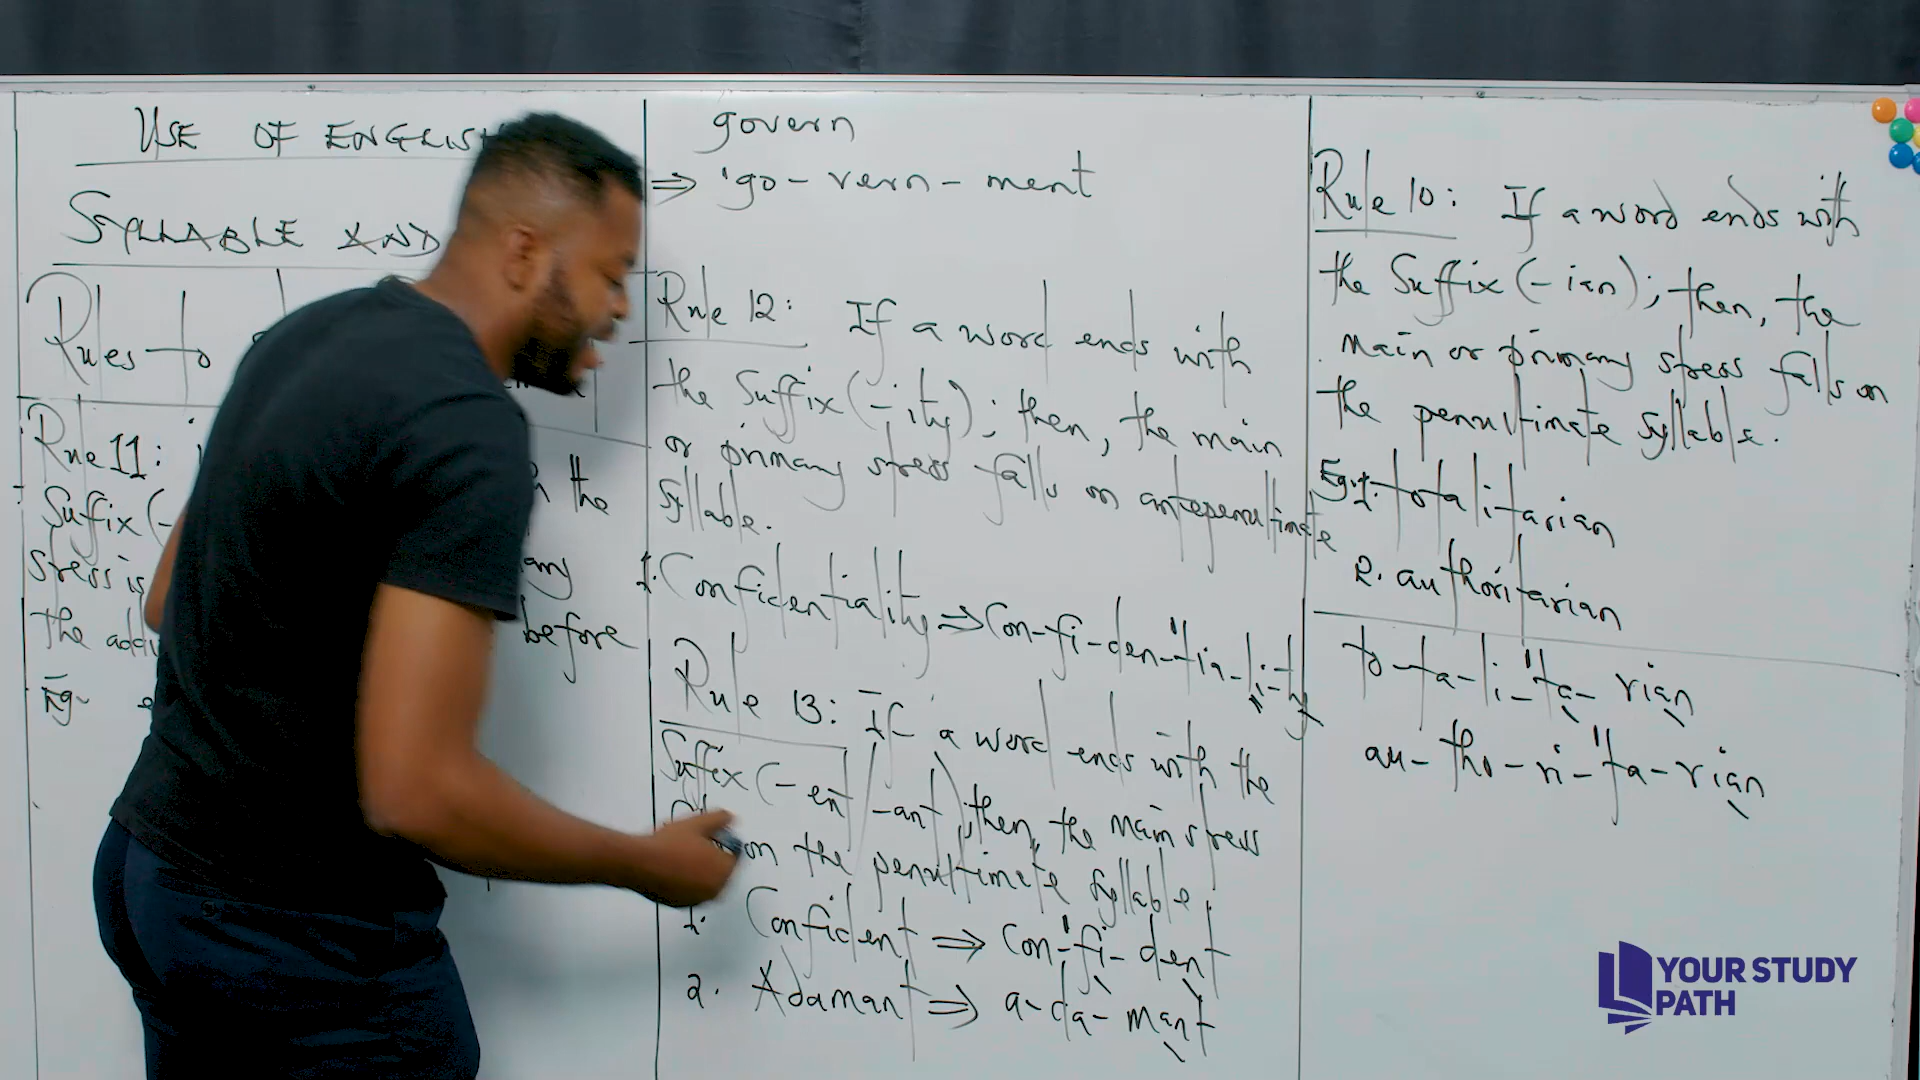 USE OF ENGLIS
SYLLABLE AND
Rules to
Rule 11:
the
Suffix (-
any
stress is
the addi before
Eg.
govern
⇒ 'go - vern - ment
Rule 12: If a word ends with
the Suffix (-ity); then, the main
or primary stress falls on antepenultimate
syllable.
1. Confidentiality ⇒ Con-fi-den-"tia-li-ty
Rule 13: If a word ends with the
Suffix (-ent/-ant); then, the main stress
on the penultimate syllable.
1. Confident ⇒ Con-'fi-dent
2. Adamant ⇒ a-da-mant
Rule 10: If a word ends with
the Suffix (-ian); then, the
main or primary stress falls on
the penultimate syllable.
Eg. 1. totalitarian
2. authoritarian
to-ta-li-"ta-rian
au-tho-ri-"ta-rian
YOUR STUDY
PATH